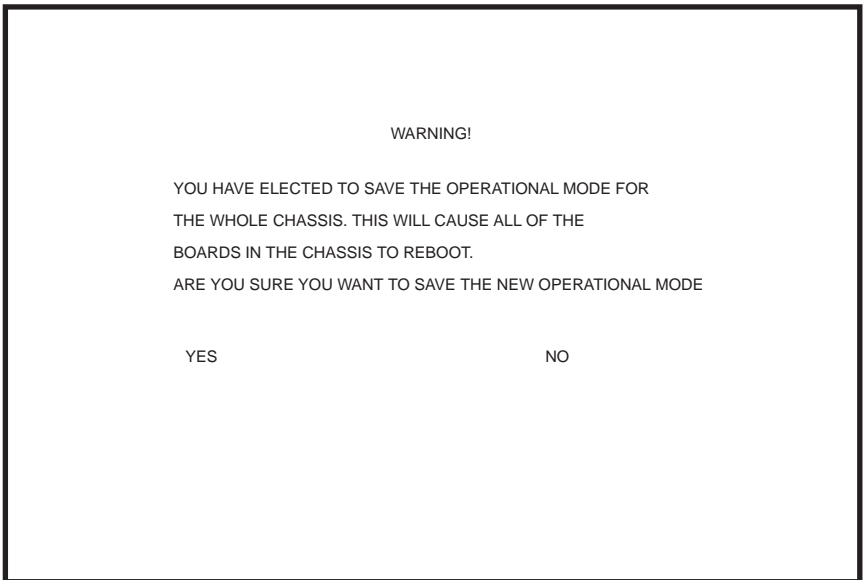 WARNING!
YOU HAVE ELECTED TO SAVE THE OPERATIONAL MODE FOR
THE WHOLE CHASSIS. THIS WILL CAUSE ALL OF THE
BOARDS IN THE CHASSIS TO REBOOT.
ARE YOU SURE YOU WANT TO SAVE THE NEW OPERATIONAL MODE
YES NO